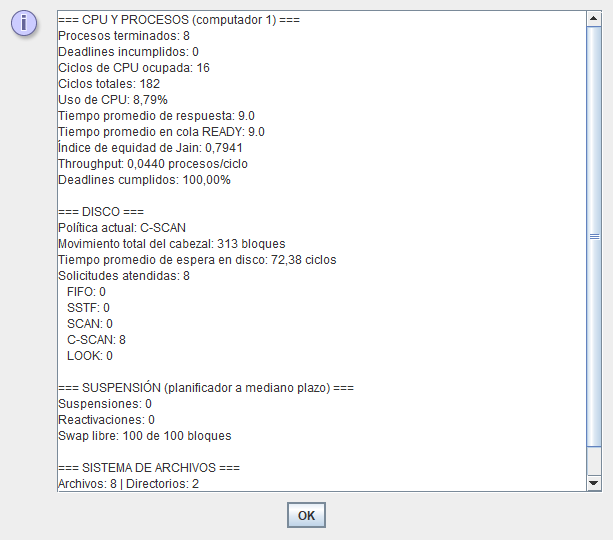 === CPU Y PROCESOS (computador 1) ===
Procesos terminados: 8
Deadlines incumplidos: 0
Ciclos de CPU ocupada: 16
Ciclos totales: 182
Uso de CPU: 8,79%
Tiempo promedio de respuesta: 9.0
Tiempo promedio en cola READY: 9.0
Índice de equidad de Jain: 0,7941
Throughput: 0,0440 procesos/ciclo
Deadlines cumplidos: 100,00%
=== DISCO ===
Política actual: C-SCAN
Movimiento total del cabezal: 313 bloques
Tiempo promedio de espera en disco: 72,38 ciclos
Solicitudes atendidas: 8
FIFO: 0
SSTF: 0
SCAN: 0
C-SCAN: 8
LOOK: 0
=== SUSPENSIÓN (planificador a mediano plazo) ===
Suspensiones: 0
Reactivaciones: 0
Swap libre: 100 de 100 bloques
=== SISTEMA DE ARCHIVOS ===
Archivos: 8 | Directorios: 2
OK